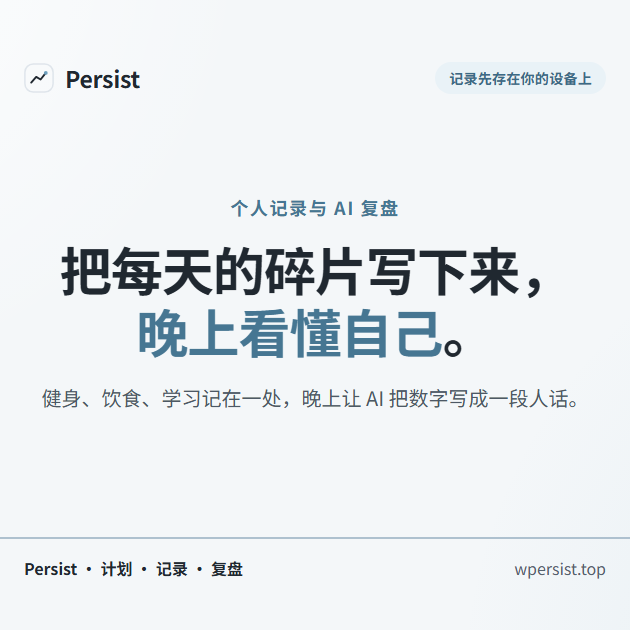 Persist
记录先存在你的设备上
个人记录与 AI 复盘
把每天的碎片写下来，
晚上看懂自己。
健身、饮食、学习记在一处，晚上让 AI 把数字写成一段人话。
Persist · 计划 · 记录 · 复盘
wpersist.top